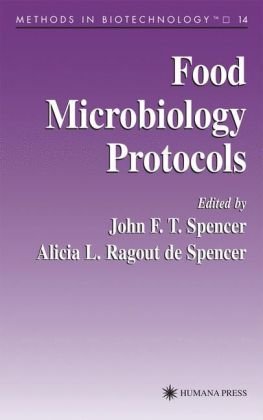 METHODS IN BIOTECHNOLOGY™ □ 14
Food
Microbiology
Protocols
Edited by
John F. T. Spencer
Alicia L. Ragout de Spencer
HUMANA PRESS